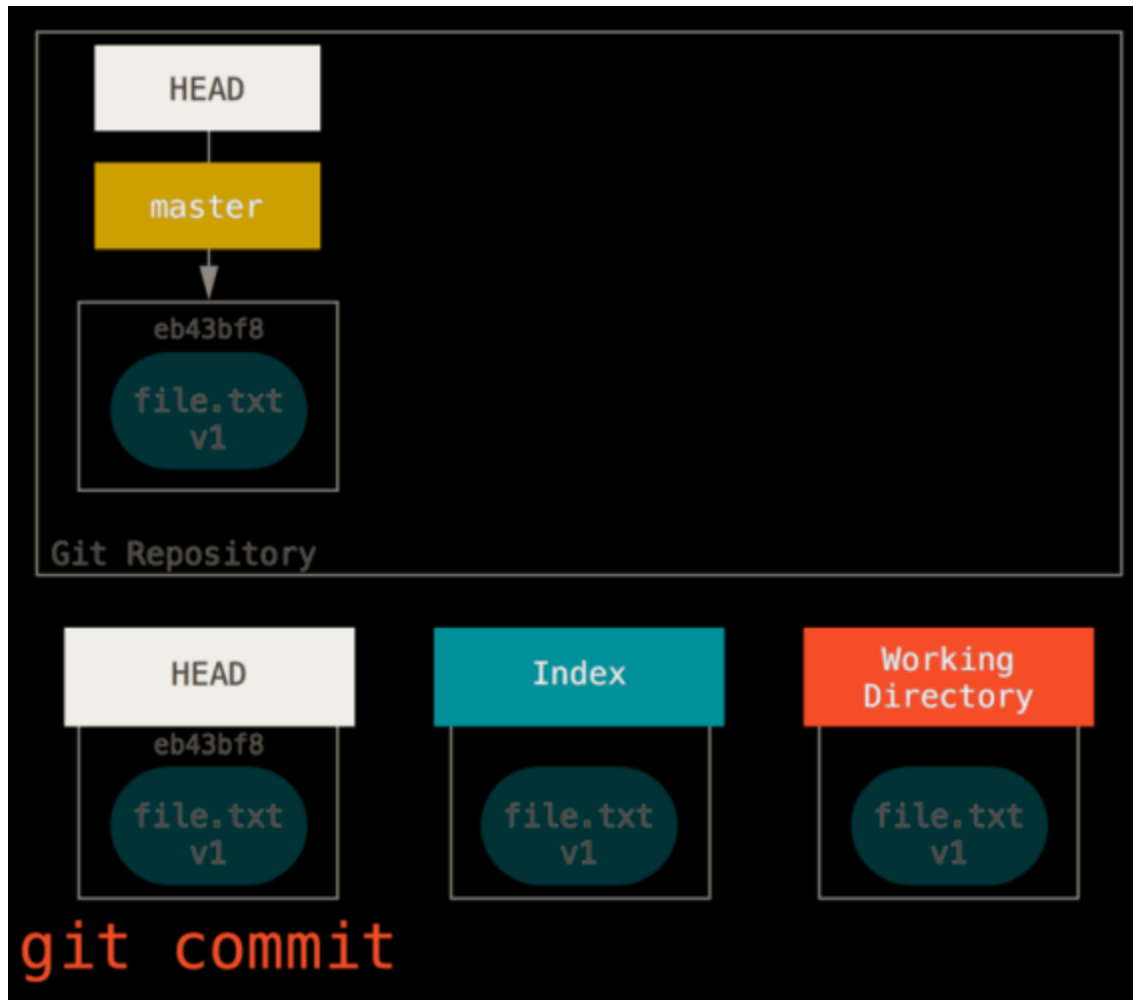 HEAD
master
eb43bf8
file.txt
v1
Git Repository
HEAD
Index
Working
Directory
eb43bf8
file.txt
v1
file.txt
v1
file.txt
v1
git commit